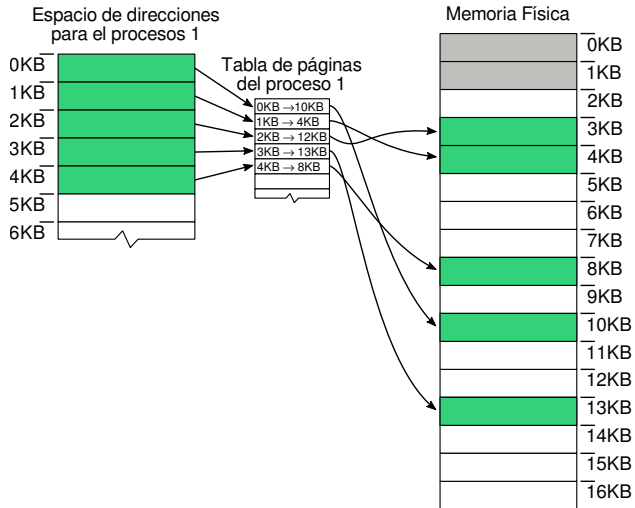 Espacio de direcciones
para el procesos 1
0KB
1KB
2KB
3KB
4KB
5KB
6KB
Tabla de páginas
del proceso 1
0KB → 10KB
1KB → 4KB
2KB → 12KB
3KB → 13KB
4KB → 8KB
Memoria Física
0KB
1KB
2KB
3KB
4KB
5KB
6KB
7KB
8KB
9KB
10KB
11KB
12KB
13KB
14KB
15KB
16KB